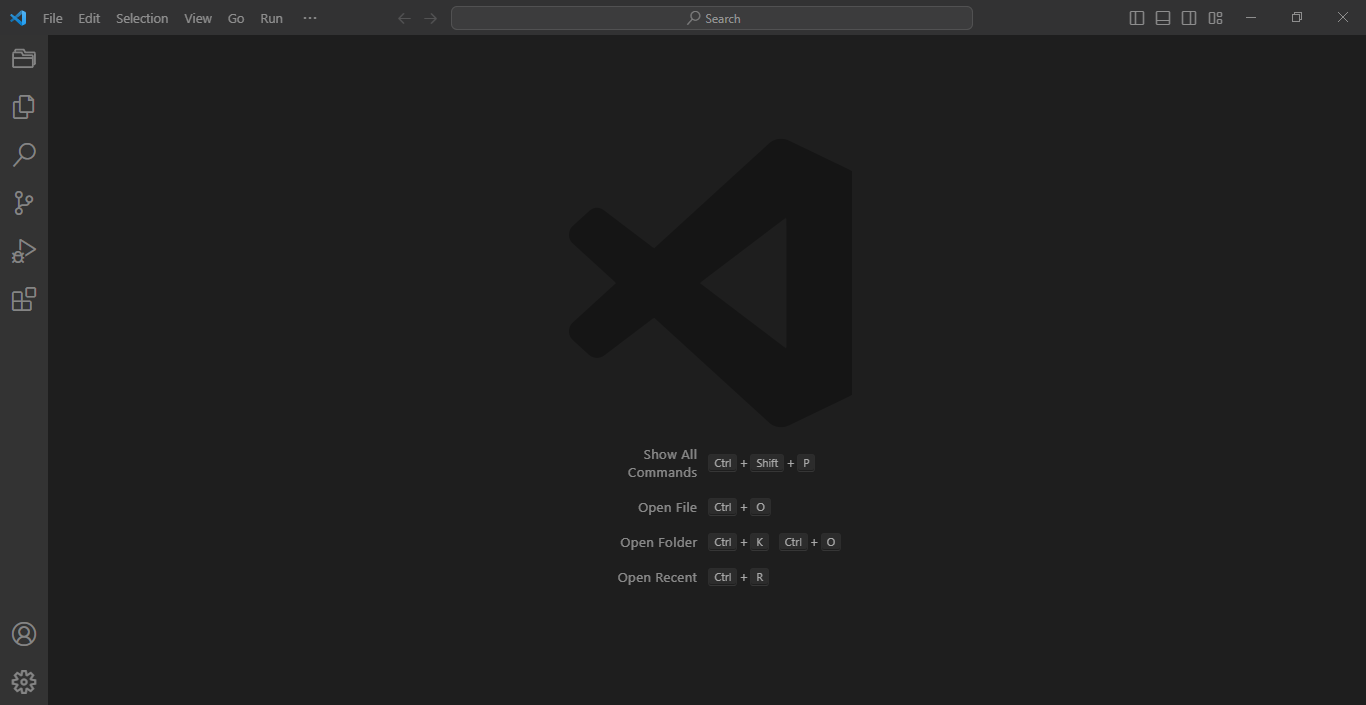 File Edit Selection View Go Run ···
Search
Show All Commands Ctrl + Shift + P
Open File Ctrl + O
Open Folder Ctrl + K Ctrl + O
Open Recent Ctrl + R